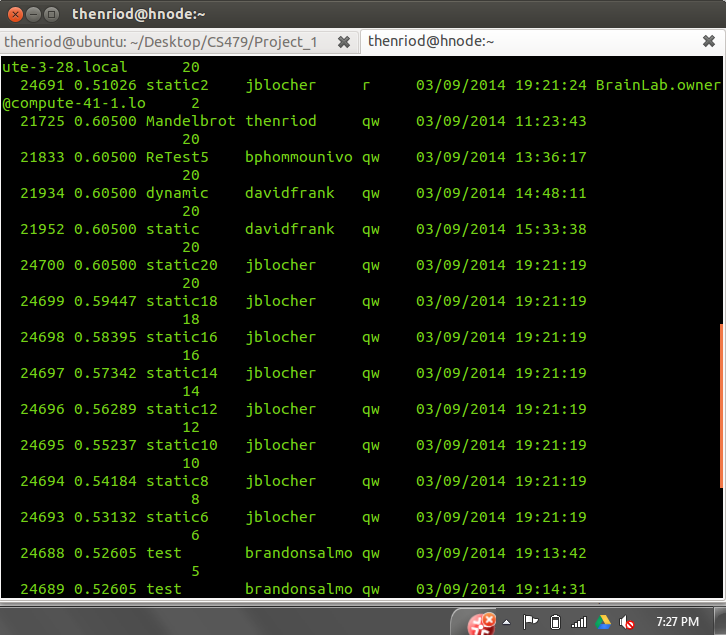 thenriod@hnode:~
thenriod@ubuntu: ~/Desktop/CS479/Project_1 thenriod@hnode:~
ute-3-28.local 20
24691 0.51026 static2 jblocher r 03/09/2014 19:21:24 BrainLab.owner
@compute-41-1.lo 2
21725 0.60500 Mandelbrot thenriod qw 03/09/2014 11:23:43
20
21833 0.60500 ReTest5 bphommounivo qw 03/09/2014 13:36:17
20
21934 0.60500 dynamic davidfrank qw 03/09/2014 14:48:11
20
21952 0.60500 static davidfrank qw 03/09/2014 15:33:38
20
24700 0.60500 static20 jblocher qw 03/09/2014 19:21:19
20
24699 0.59447 static18 jblocher qw 03/09/2014 19:21:19
18
24698 0.58395 static16 jblocher qw 03/09/2014 19:21:19
16
24697 0.57342 static14 jblocher qw 03/09/2014 19:21:19
14
24696 0.56289 static12 jblocher qw 03/09/2014 19:21:19
12
24695 0.55237 static10 jblocher qw 03/09/2014 19:21:19
10
24694 0.54184 static8 jblocher qw 03/09/2014 19:21:19
8
24693 0.53132 static6 jblocher qw 03/09/2014 19:21:19
6
24688 0.52605 test brandonsalmo qw 03/09/2014 19:13:42
5
24689 0.52605 test brandonsalmo qw 03/09/2014 19:14:31
7:27 PM